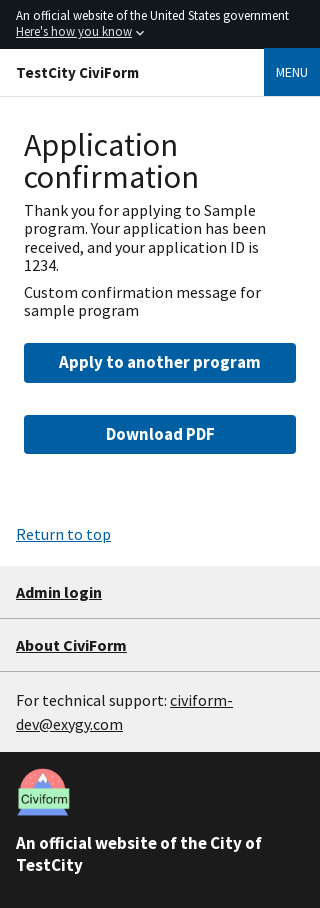 An official website of the United States government
Here's how you know
TestCity CiviForm
MENU
Application
confirmation
Thank you for applying to Sample
program. Your application has been
received, and your application ID is
1234.
Custom confirmation message for
sample program
Apply to another program
Download PDF
Return to top
Admin login
About CiviForm
For technical support: civiform-
dev@exygy.com
Civiform
An official website of the City of
TestCity